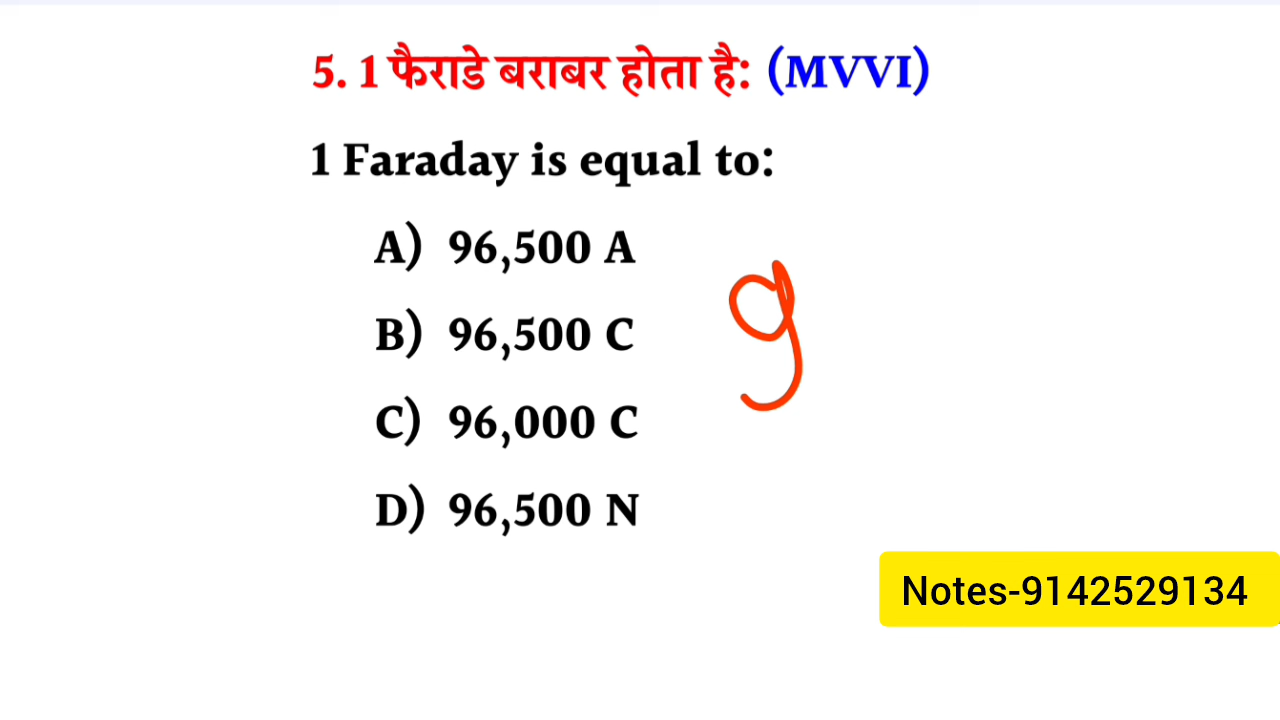 5. 1 फैराडे बराबर होता है: (MVVI)
1 Faraday is equal to:
A) 96,500 A
B) 96,500 C
9
C) 96,000 C
D) 96,500 N
Notes-9142529134